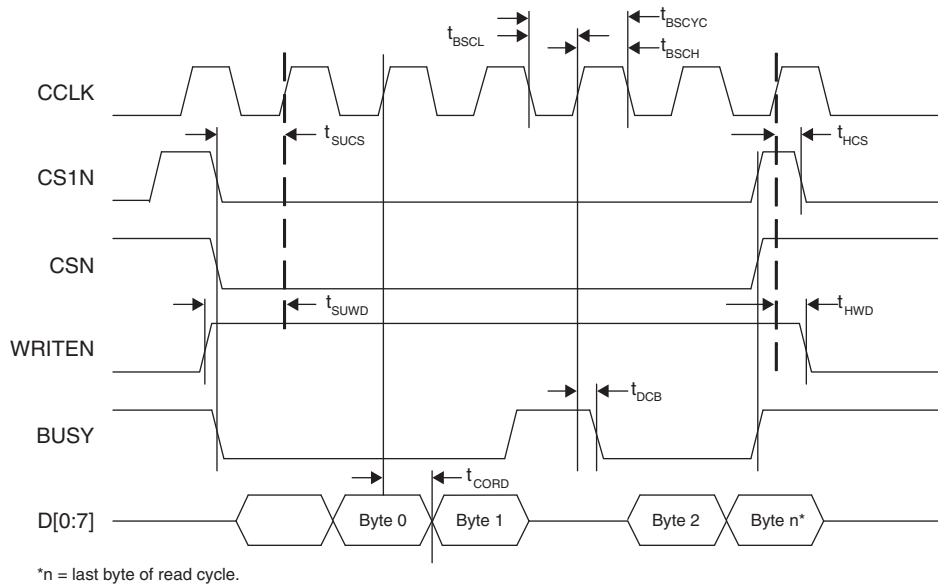 tBSCYC
tBSCL
tBSCH
CCLK
tSUCS
tHCS
CS1N
CSN
tSUWD
tHWD
WRITEN
tDCB
BUSY
tCORD
D[0:7]
Byte 0
Byte 1
Byte 2
Byte n*
*n = last byte of read cycle.